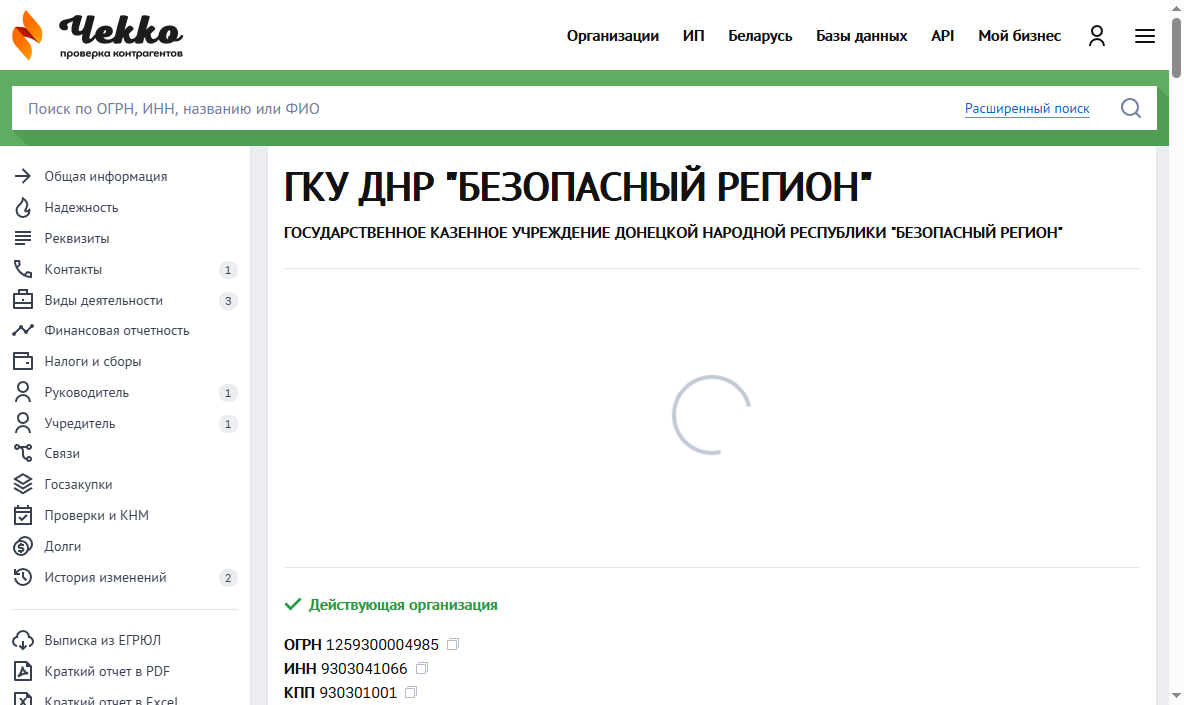 Чекко
проверка контрагентов
Организации ИП Беларусь Базы данных API Мой бизнес
Поиск по ОГРН, ИНН, названию или ФИО
Расширенный поиск
Общая информация
Надежность
Реквизиты
Контакты 1
Виды деятельности 3
Финансовая отчетность
Налоги и сборы
Руководитель 1
Учредитель 1
Связи
Госзакупки
Проверки и КНМ
Долги
История изменений 2
Выписка из ЕГРЮЛ
Краткий отчет в PDF
Краткий отчет в Excel
ГКУ ДНР "БЕЗОПАСНЫЙ РЕГИОН"
ГОСУДАРСТВЕННОЕ КАЗЕННОЕ УЧРЕЖДЕНИЕ ДОНЕЦКОЙ НАРОДНОЙ РЕСПУБЛИКИ "БЕЗОПАСНЫЙ РЕГИОН"
Действующая организация
ОГРН 1259300004985
ИНН 9303041066
КПП 930301001